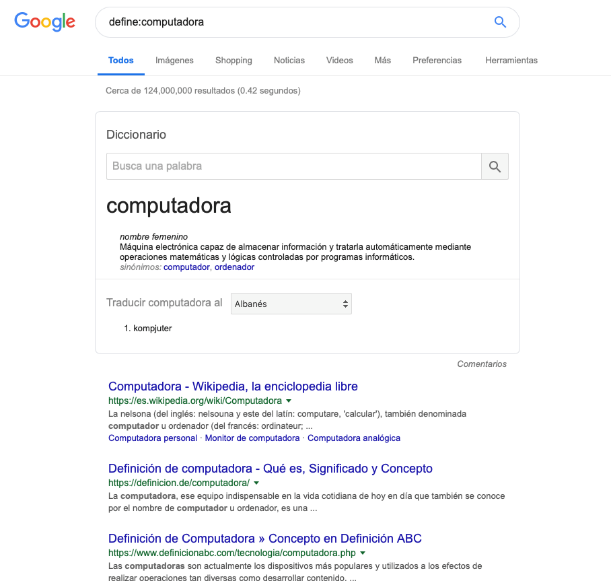 Google
define:computadora
Todos Imágenes Shopping Noticias Videos Más Preferencias Herramientas
Cerca de 124,000,000 resultados (0.42 segundos)
Diccionario
Busca una palabra
computadora
nombre femenino
Máquina electrónica capaz de almacenar información y tratarla automáticamente mediante
operaciones matemáticas y lógicas controladas por programas informáticos.
sinónimos: computador, ordenador
Traducir computadora al Albanés
1. kompjuter
Comentarios
Computadora - Wikipedia, la enciclopedia libre
https://es.wikipedia.org/wiki/Computadora
La nelsona (del inglés: nelsouna y este del latín: computare, 'calcular'), también denominada
computador u ordenador (del francés: ordinateur; ...
Computadora personal · Monitor de computadora · Computadora analógica
Definición de computadora - Qué es, Significado y Concepto
https://definicion.de/computadora/
La computadora, ese equipo indispensable en la vida cotidiana de hoy en día que también se conoce
por el nombre de computador u ordenador, es una ...
Definición de Computadora » Concepto en Definición ABC
https://www.definicionabc.com/tecnologia/computadora.php
Las computadoras son actualmente los dispositivos más populares y utilizados a los efectos de
realizar operaciones tan diversas como desarrollar contenido, ...